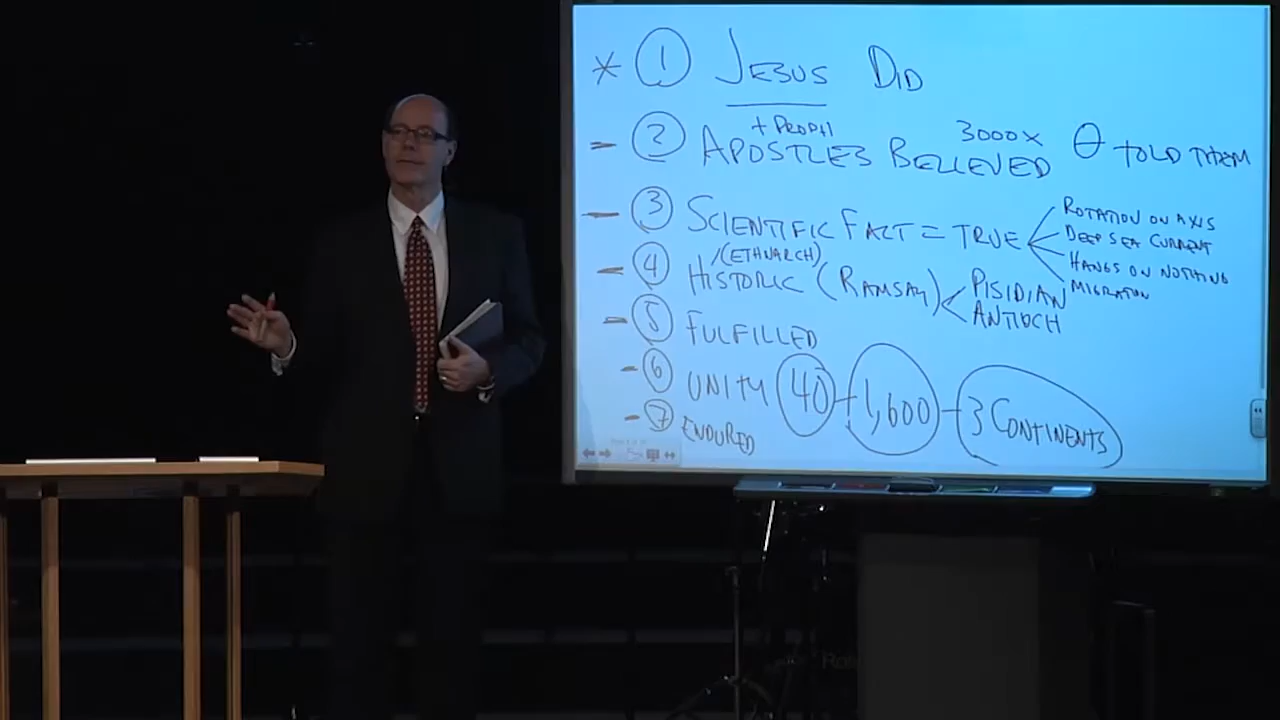 * 1 JESUS DID
+ PROPH 3000X
- 2 APOSTLES BELIEVED θ TOLD THEM
- 3 SCIENTIFIC FACT = TRUE
ROTATION ON AXIS
DEEP SEA CURRENT
HANGS ON NOTHING
MIGRATION
/(ETHNARCH)
- 4 HISTORIC (RAMSAY) < PISIDIAN
ANTIOCH
- 5 FULFILLED
- 6 UNITY 40 - 1,600 - 3 CONTINENTS
- 7 ENDURED